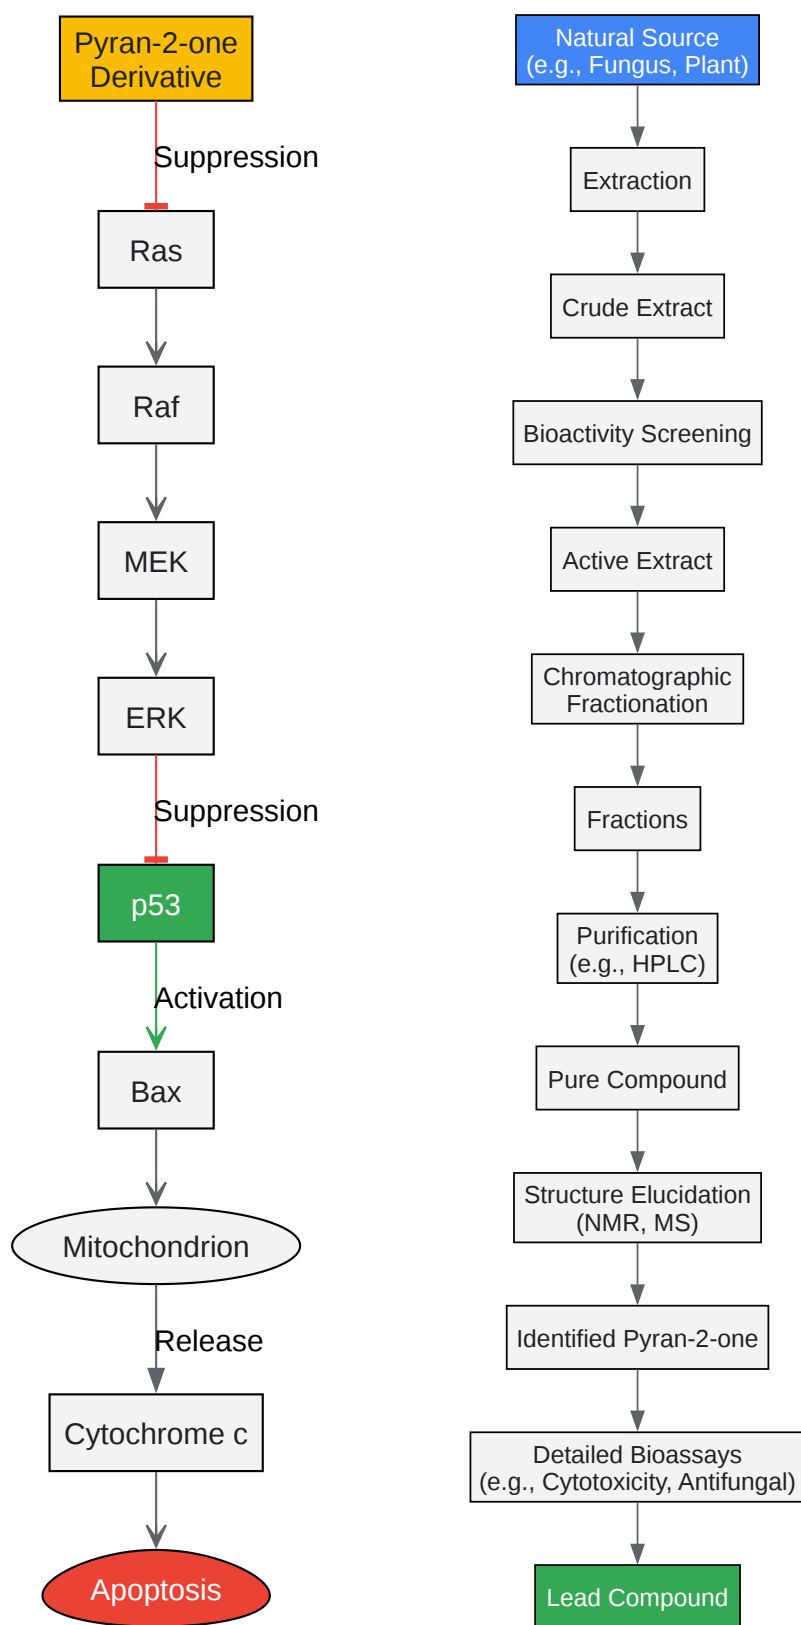 Pyran-2-one
Derivative
Suppression
Ras
Raf
MEK
ERK
Suppression
p53
Activation
Bax
Mitochondrion
Release
Cytochrome c
Apoptosis
Natural Source
(e.g., Fungus, Plant)
Extraction
Crude Extract
Bioactivity Screening
Active Extract
Chromatographic
Fractionation
Fractions
Purification
(e.g., HPLC)
Pure Compound
Structure Elucidation
(NMR, MS)
Identified Pyran-2-one
Detailed Bioassays
(e.g., Cytotoxicity, Antifungal)
Lead Compound